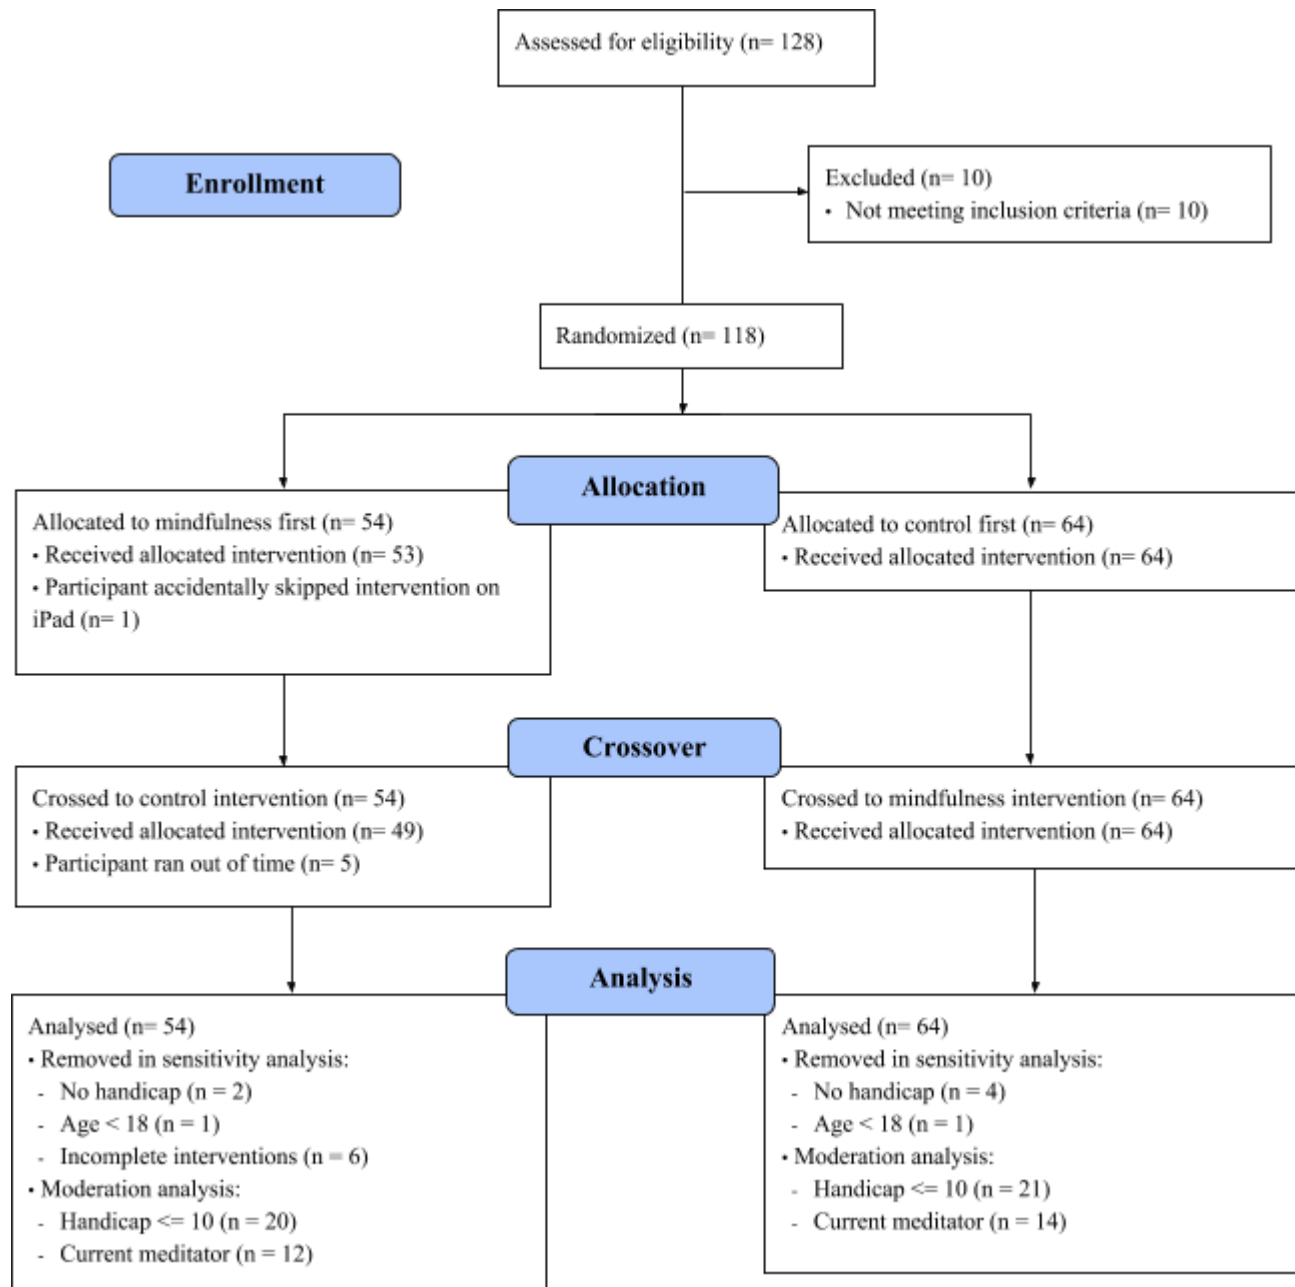 Assessed for eligibility (n= 128)
Enrollment
Excluded (n= 10)
• Not meeting inclusion criteria (n= 10)
Randomized (n= 118)
Allocation
Allocated to mindfulness first (n= 54)
• Received allocated intervention (n= 53)
• Participant accidentally skipped intervention on
iPad (n= 1)
Allocated to control first (n= 64)
• Received allocated intervention (n= 64)
Crossover
Crossed to control intervention (n= 54)
• Received allocated intervention (n= 49)
• Participant ran out of time (n= 5)
Crossed to mindfulness intervention (n= 64)
• Received allocated intervention (n= 64)
Analysis
Analysed (n= 54)
• Removed in sensitivity analysis:
- No handicap (n = 2)
- Age < 18 (n = 1)
- Incomplete interventions (n = 6)
• Moderation analysis:
- Handicap <= 10 (n = 20)
- Current meditator (n = 12)
Analysed (n= 64)
• Removed in sensitivity analysis:
- No handicap (n = 4)
- Age < 18 (n = 1)
• Moderation analysis:
- Handicap <= 10 (n = 21)
- Current meditator (n = 14)